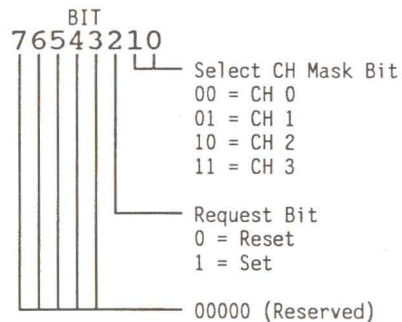 BIT
76543210
Select CH Mask Bit
00 = CH 0
01 = CH 1
10 = CH 2
11 = CH 3
Request Bit
0 = Reset
1 = Set
00000 (Reserved)